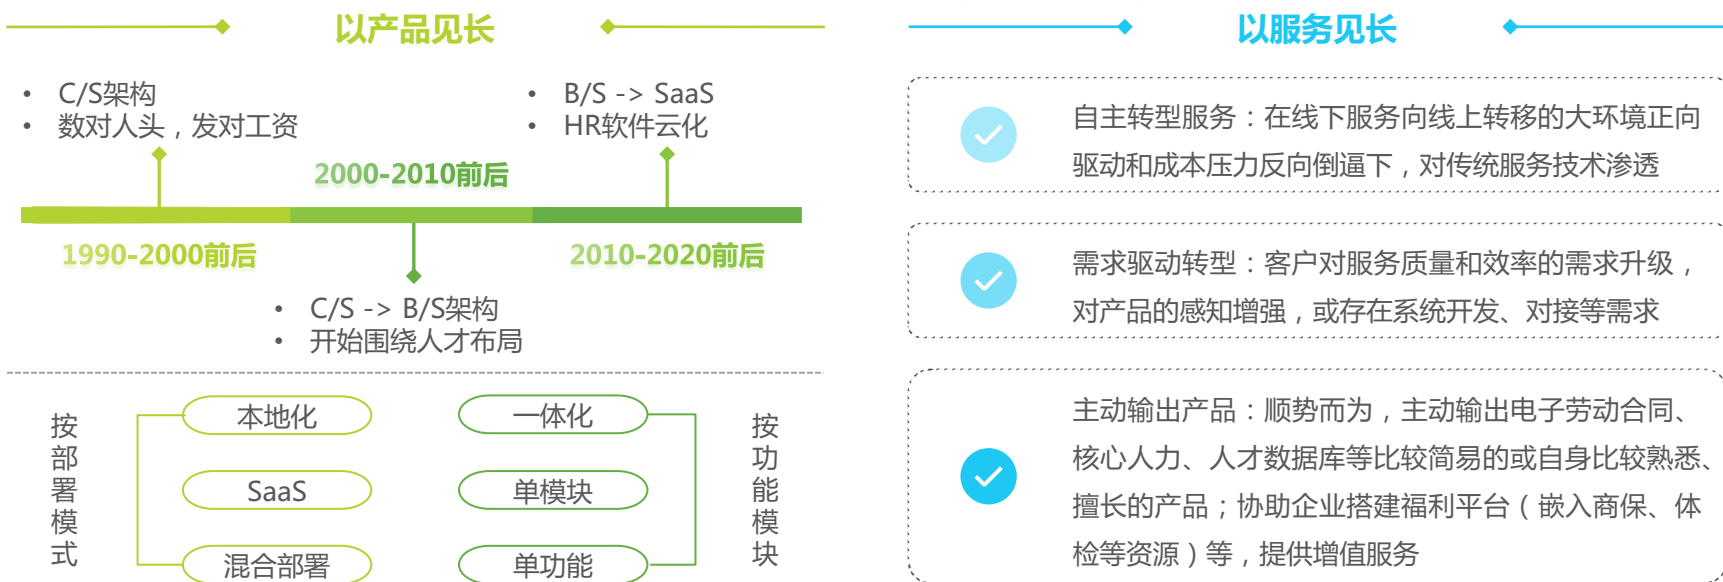 以产品见长
• C/S架构
• 数对人头，发对工资
• B/S -> SaaS
• HR软件云化
2000-2010前后
1990-2000前后
2010-2020前后
• C/S -> B/S架构
• 开始围绕人才布局
按部署模式
本地化
SaaS
混合部署
一体化
单模块
单功能
按功能模块
以服务见长
自主转型服务：在线下服务向线上转移的大环境正向
驱动和成本压力反向倒逼下，对传统服务技术渗透
需求驱动转型：客户对服务质量和效率的需求升级，
对产品的感知增强，或存在系统开发、对接等需求
主动输出产品：顺势而为，主动输出电子劳动合同、
核心人力、人才数据库等比较简易的或自身比较熟悉、
擅长的产品；协助企业搭建福利平台（嵌入商保、体
检等资源）等，提供增值服务